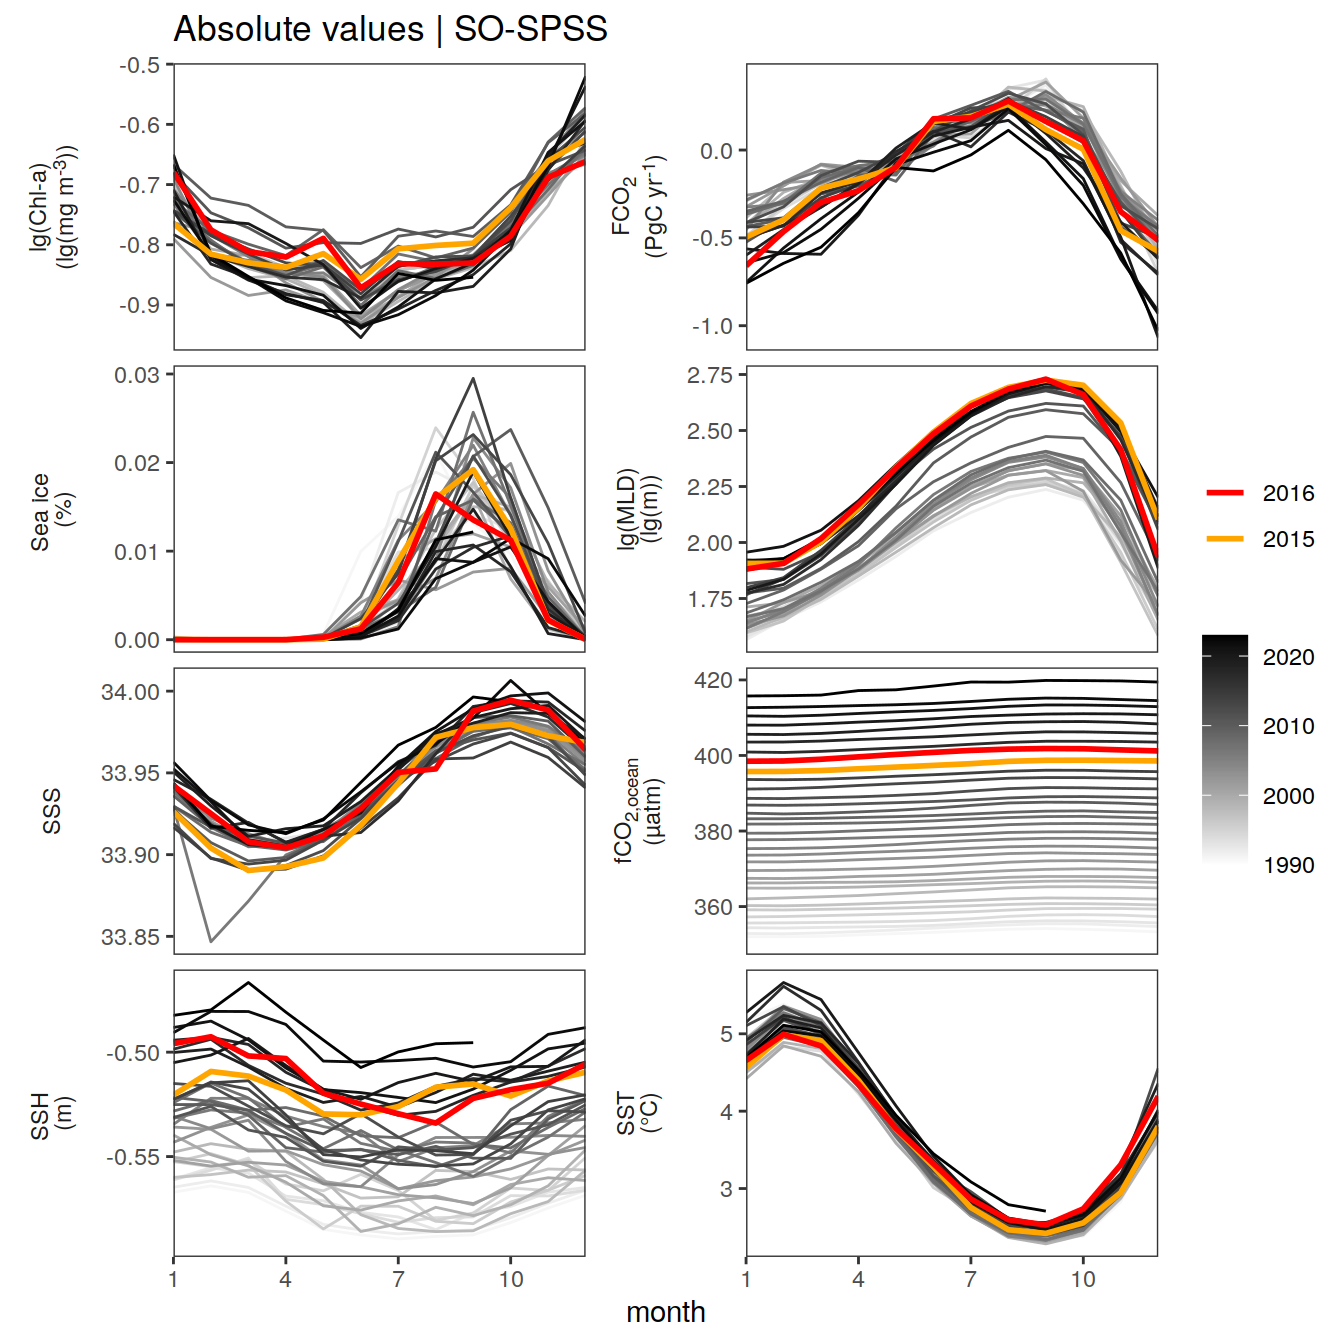 Absolute values | SO-SPSS
lg(Chl-a)
(lg(mg m⁻³))
-0.5
-0.6
-0.7
-0.8
-0.9
FCO₂
(PgC yr⁻¹)
0.0
-0.5
-1.0
Sea ice
(%)
0.03
0.02
0.01
0.00
lg(MLD)
(lg(m))
2.75
2.50
2.25
2.00
1.75
SSS
34.00
33.95
33.90
33.85
fCO2,ocean
(µatm)
420
400
380
360
SSH
(m)
-0.50
-0.55
SST
(°C)
5
4
3
1 4 7 10
1 4 7 10
month
2016
2015
2020
2010
2000
1990